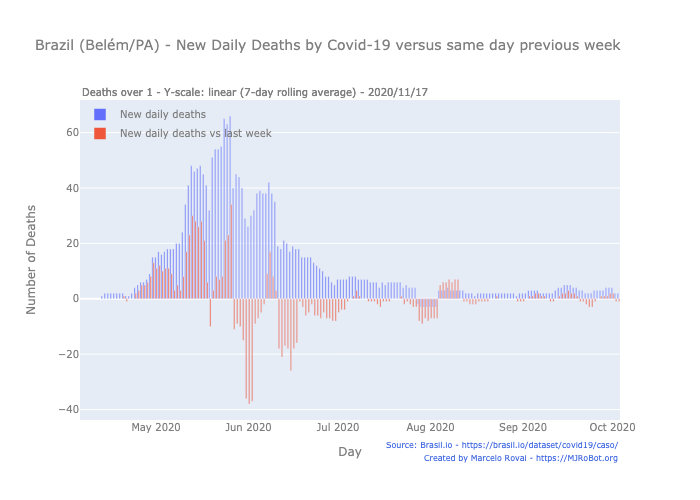 Brazil (Belém/PA) - New Daily Deaths by Covid-19 versus same day previous week
Deaths over 1 - Y-scale: linear (7-day rolling average) - 2020/11/17
New daily deaths
New daily deaths vs last week
Number of Deaths
60
40
20
0
−20
−40
May 2020
Jun 2020
Jul 2020
Aug 2020
Sep 2020
Oct 2020
Day
Source: Brasil.io - https://brasil.io/dataset/covid19/caso/
Created by Marcelo Rovai - https://MJRoBot.org